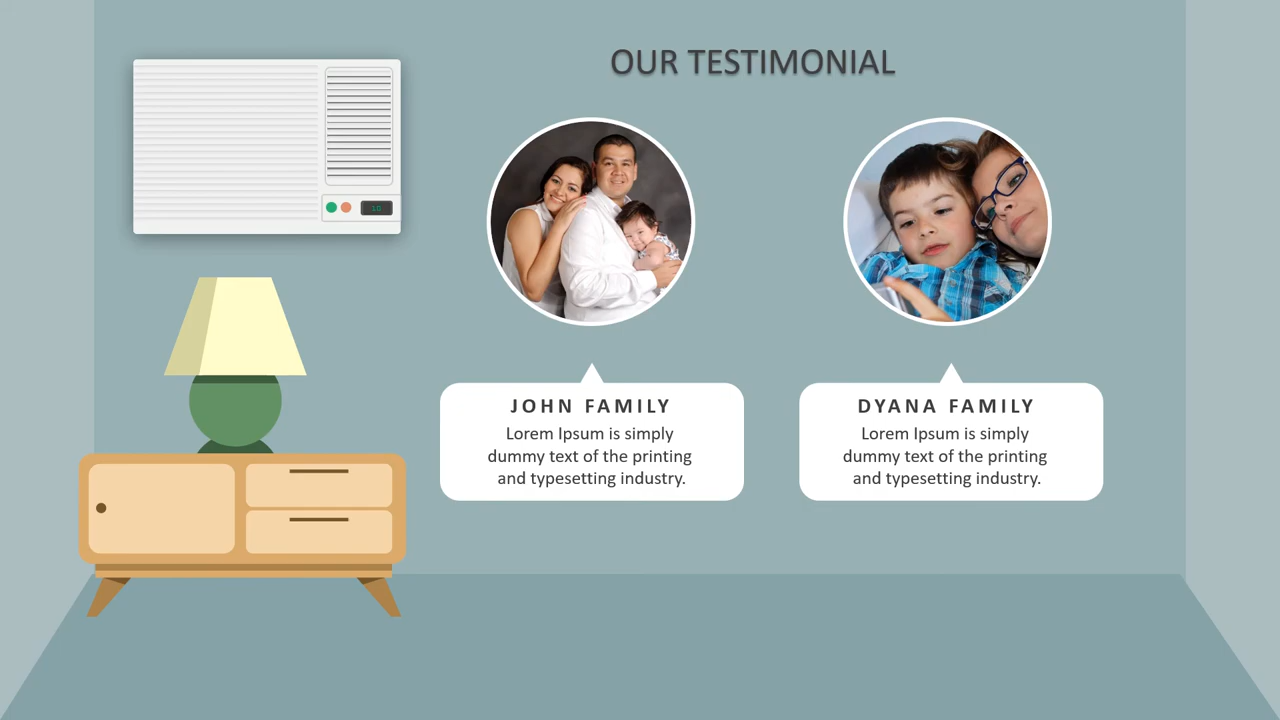 OUR TESTIMONIAL
10
JOHN FAMILY
Lorem Ipsum is simply
dummy text of the printing
and typesetting industry.
DYANA FAMILY
Lorem Ipsum is simply
dummy text of the printing
and typesetting industry.